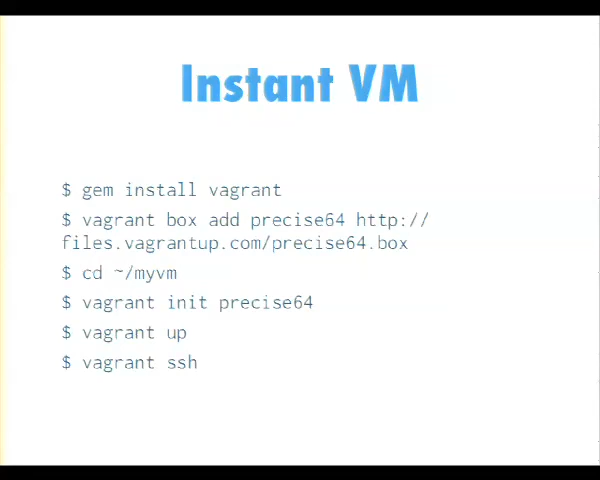 Instant VM
$ gem install vagrant
$ vagrant box add precise64 http://
files.vagrantup.com/precise64.box
$ cd ~/myvm
$ vagrant init precise64
$ vagrant up
$ vagrant ssh